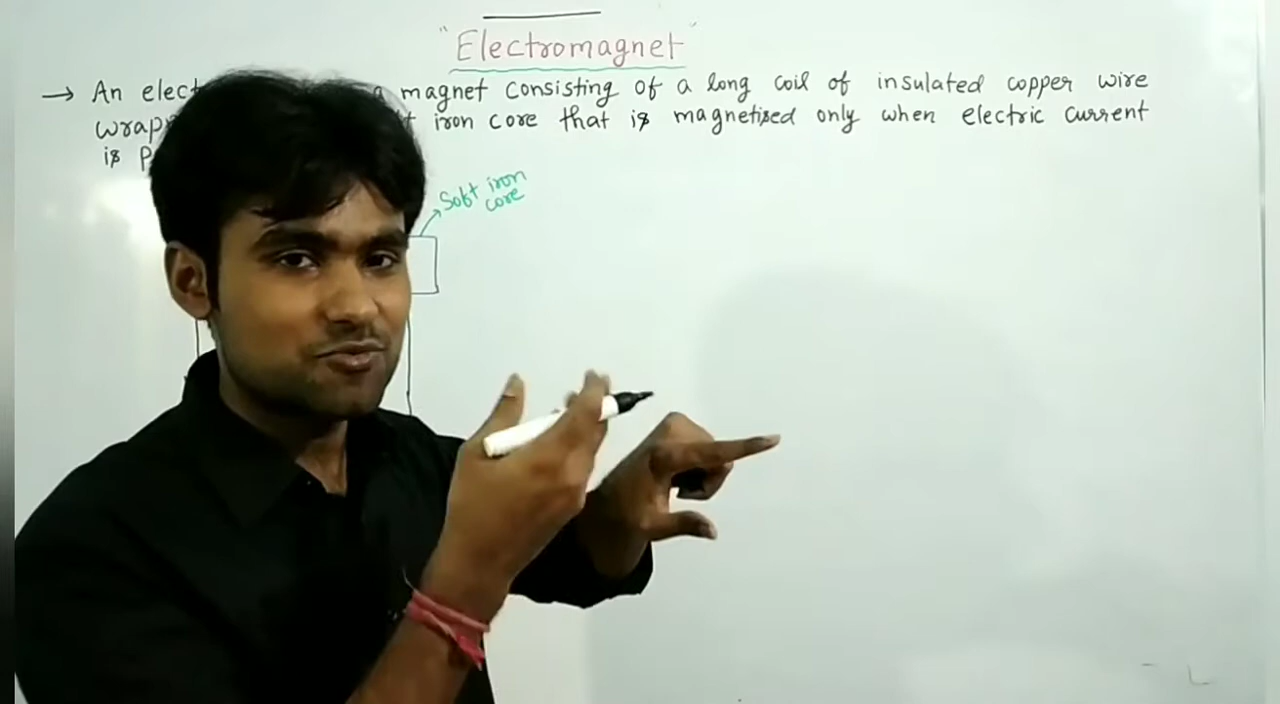 "Electromagnet"
→ An elect a magnet consisting of a long coil of insulated copper wire
wrapp t iron core that is magnetised only when electric current
is p
Soft iron
core